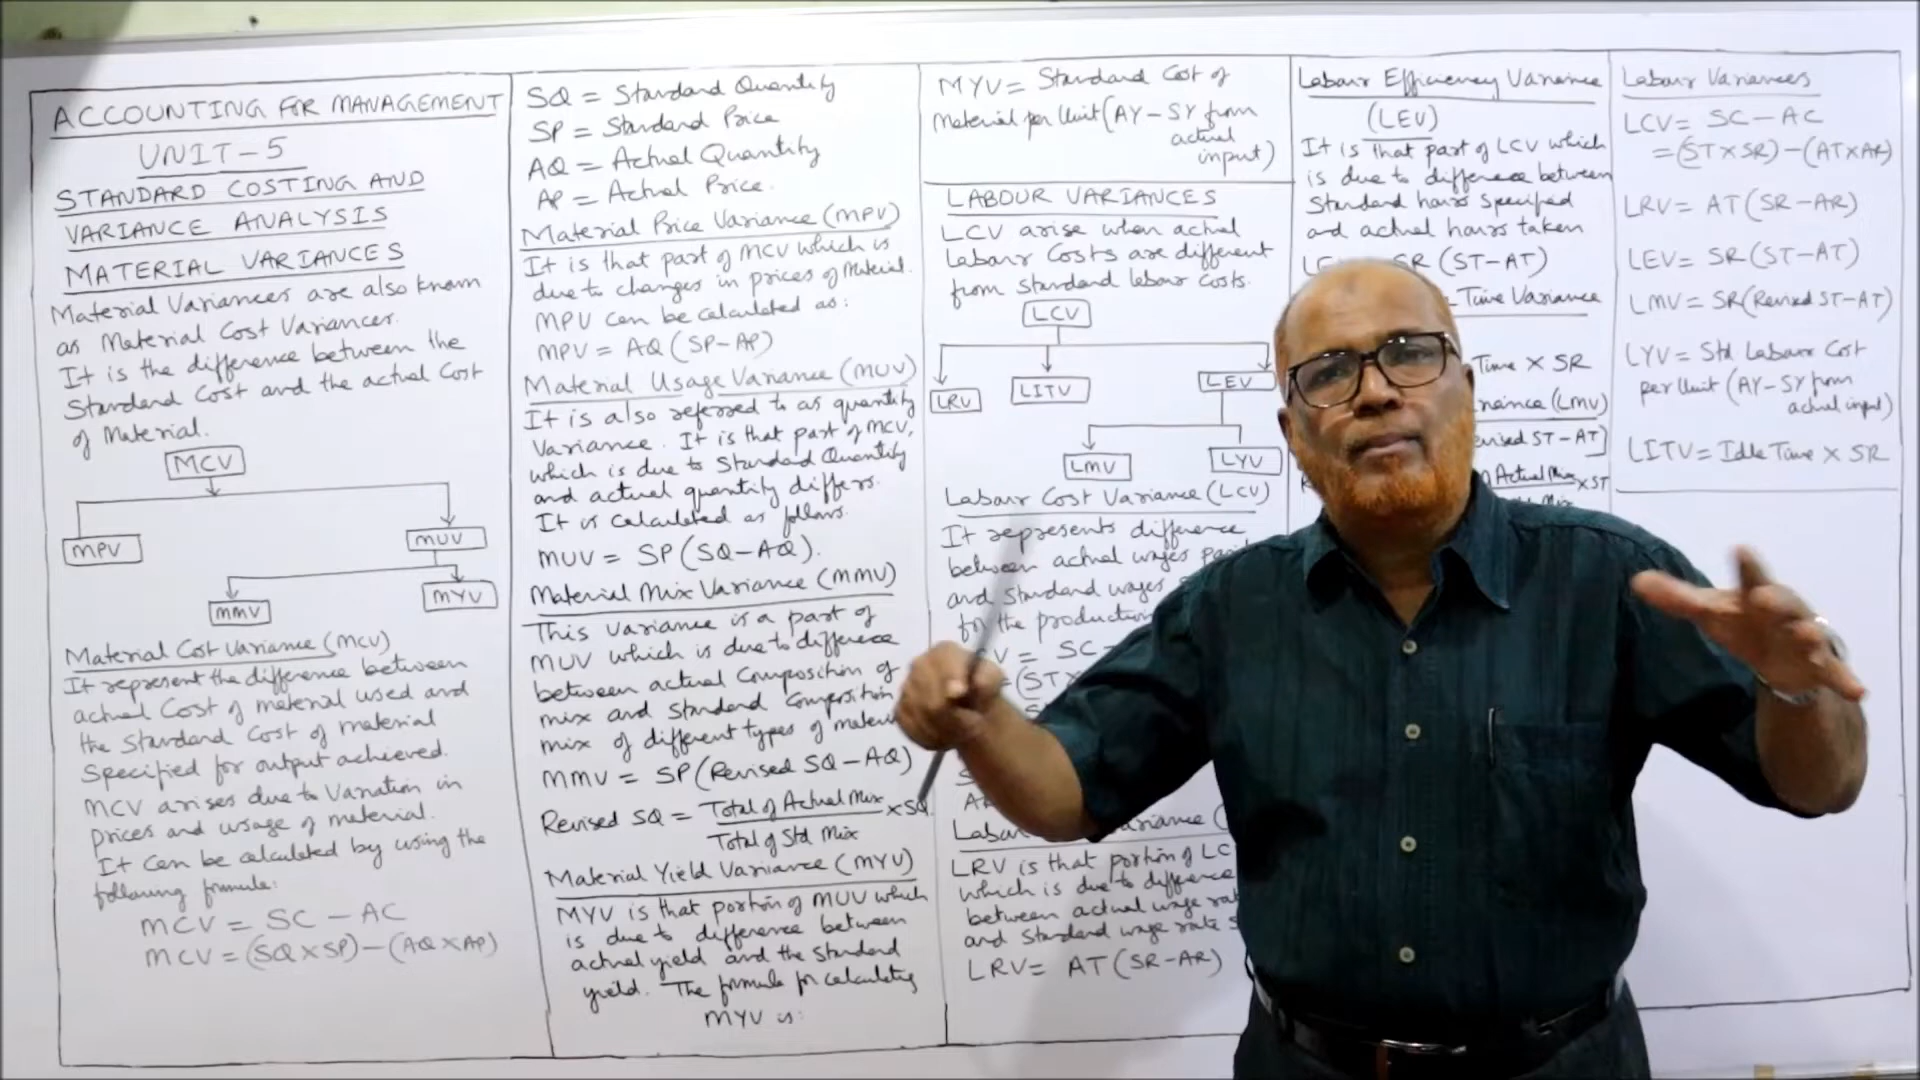 ACCOUNTING FOR MANAGEMENT
UNIT-5
STANDARD COSTING AND
VARIANCE ANALYSIS
MATERIAL VARIANCES
Material Variances are also known
as Material Cost Variances.
It is the difference between the
Standard Cost and the actual Cost
of Material.
MCV
MPV
MUV
MMV
MYV
Material Cost Variance (MCV)
It represent the difference between
actual Cost of material used and
the Standard Cost of material
Specified for output achieved.
MCV arises due to Variation in
prices and usage of material.
It can be calculated by using the
following formula:
MCV = SC - AC
MCV = (SQ X SP) - (AQ X AP)
SQ = Standard Quantity
SP = Standard Price
AQ = Actual Quantity
AP = Actual Price.
Material Price Variance (MPV)
It is that part of MCV which is
due to changes in prices of Material.
MPV can be calculated as:
MPV = AQ (SP-AP)
Material Usage Variance (MUV)
It is also referred to as quantity
Variance. It is that part of MCV,
which is due to Standard Quantity
and actual quantity differs.
It is calculated as follows.
MUV = SP (SQ-AQ).
Material Mix Variance (MMV)
This variance is a part of
MUV which is due to difference
between actual Composition of
mix and Standard Composition
mix of different types of material
MMV = SP (Revised SQ - AQ)
Revised SQ = Total of Actual Mix / Total of Std Mix X SQ
Material Yield Variance (MYV)
MYV is that portion of MUV which
is due to difference between
actual yield and the Standard
yield. The formula for calculating
MYV is:
MYV = Standard Cost of
Material per Unit (AY - SY from
actual
input)
LABOUR VARIANCES
LCV arise when actual
Labour Costs are different
from Standard labour Costs.
LCV
LRV
LITV
LEV
LMV
LYV
Labour Cost Variance (LCV)
It represents difference
between actual wages
and Standard wages
for the production
= SC
(ST
Variance
LRV is that portion of LC
which is due to difference
between actual wage
and Standard wage rate
LRV = AT (SR-AR)
Labour Efficiency Variance
(LEV)
It is that part of LCV which
is due to difference between
Standard hours Specified
and actual hours taken
SR (ST-AT)
Time Variance
Time X SR
(LMV)
ST-AT]
Actual Mix X ST
Mix
Labour Variances
LCV = SC - AC
= (ST X SR) - (AT X AR)
LRV = AT (SR-AR)
LEV = SR (ST-AT)
LMV = SR (Revised ST-AT)
LYV = Std Labour Cost
per Unit (AY - SY from
actual input)
LITV = Idle Time X SR